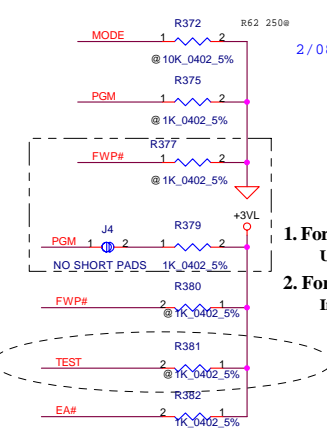 R372
R62 250@
MODE 1 2
@10K_0402_5%
2/08
R375
PGM 1 2
@1K_0402_5%
R377
FWP# 1 2
@1K_0402_5%
+3VL
J4
R379
PGM 1 2 1 2
NO SHORT PADS 1K_0402_5%
1. For
U
R380
2. For
FWP# 2 1
@1K_0402_5%
R381
TEST 2 1
@1K_0402_5%
R382
EA# 2 1
1K_0402_5%